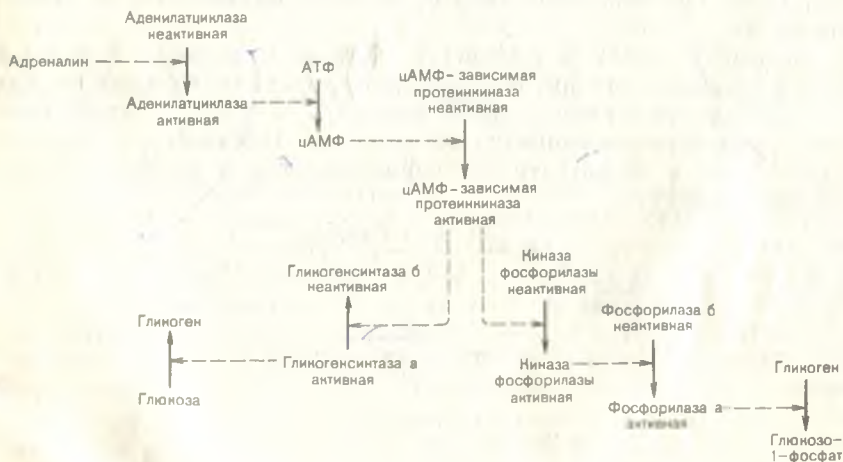 Аденилатциклаза
неактивная
Адреналин
Аденилатциклаза
активная
АТФ
цАМФ
цАМФ-зависимая
протеинкиназа
неактивная
цАМФ-зависимая
протеинкиназа
активная
Гликогенсинтаза б
неактивная
Гликоген
Глюкоза
Гликогенсинтаза а
активная
Киназа
фосфорилазы
неактивная
Киназа
фосфорилазы
активная
Фосфорилаза б
неактивная
Фосфорилаза а
активная
Гликоген
Глюкозо-
1-фосфат